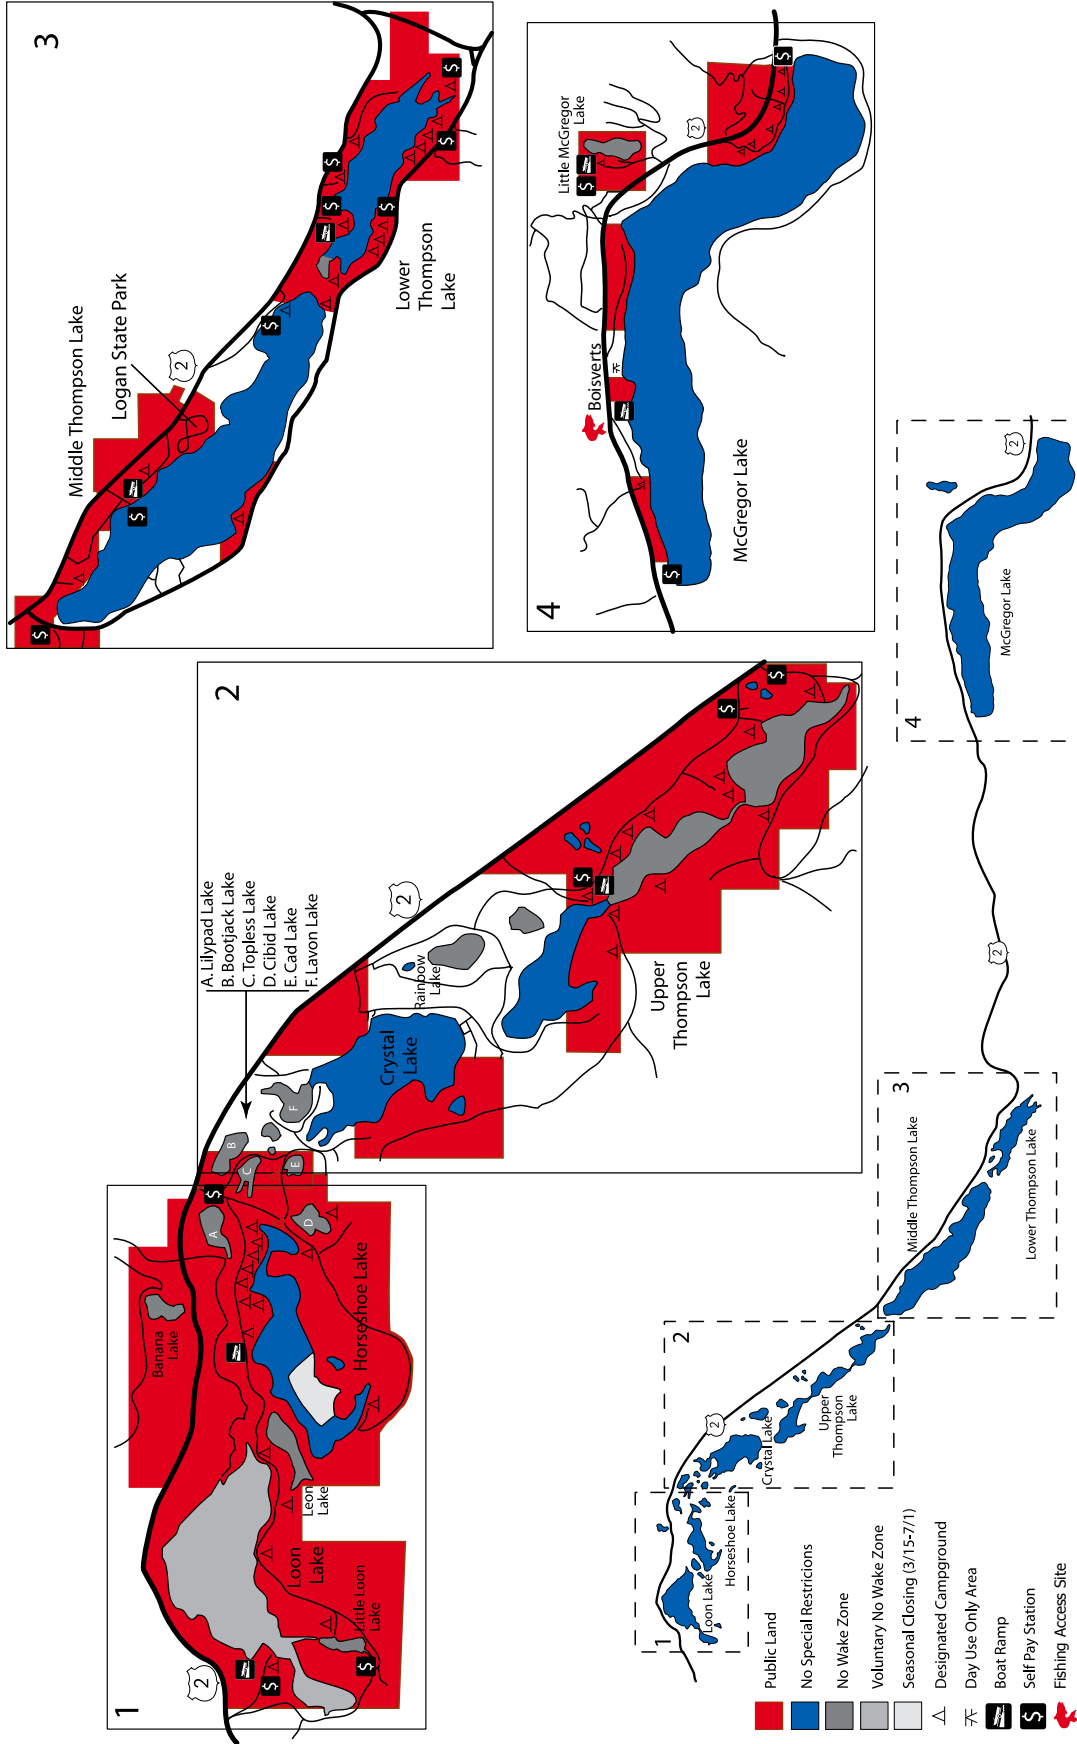 1
2
Banana
Lake
Loon
Lake
Little Loon
Lake
Leon
Lake
Horseshoe Lake
A
D
2
A. Lilypad Lake
B. Bootjack Lake
C. Topless Lake
D. Cibid Lake
E. Cad Lake
F. Lavon Lake
B
C
E
F
Crystal
Lake
Rainbow
Lake
2
Upper
Thompson
Lake
3
Middle Thompson Lake
Logan State Park
2
Lower
Thompson
Lake
4
Boisverts
Little McGregor
Lake
2
McGregor Lake
1
Loon Lake
Horseshoe Lake
2
2
Crystal Lake
Upper
Thompson
Lake
3
Middle Thompson Lake
Lower Thompson Lake
2
4
McGregor Lake
2
Public Land
No Special Restricions
No Wake Zone
Voluntary No Wake Zone
Seasonal Closing (3/15-7/1)
Designated Campground
Day Use Only Area
Boat Ramp
$ Self Pay Station
Fishing Access Site